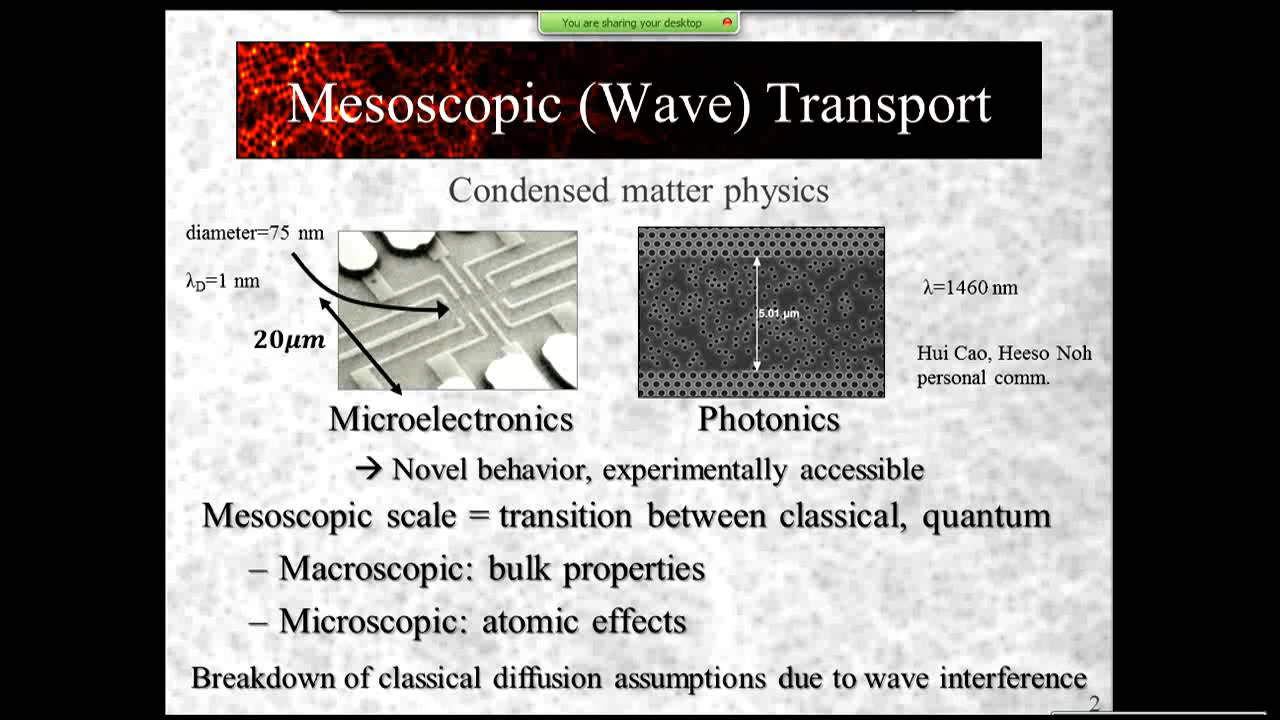 You are sharing your desktop
Mesoscopic (Wave) Transport
Condensed matter physics
diameter=75 nm
λD=1 nm
20μm
5.01 μm
λ=1460 nm
Hui Cao, Heeso Noh
personal comm.
Microelectronics
Photonics
→ Novel behavior, experimentally accessible
Mesoscopic scale = transition between classical, quantum
– Macroscopic: bulk properties
– Microscopic: atomic effects
Breakdown of classical diffusion assumptions due to wave interference
2